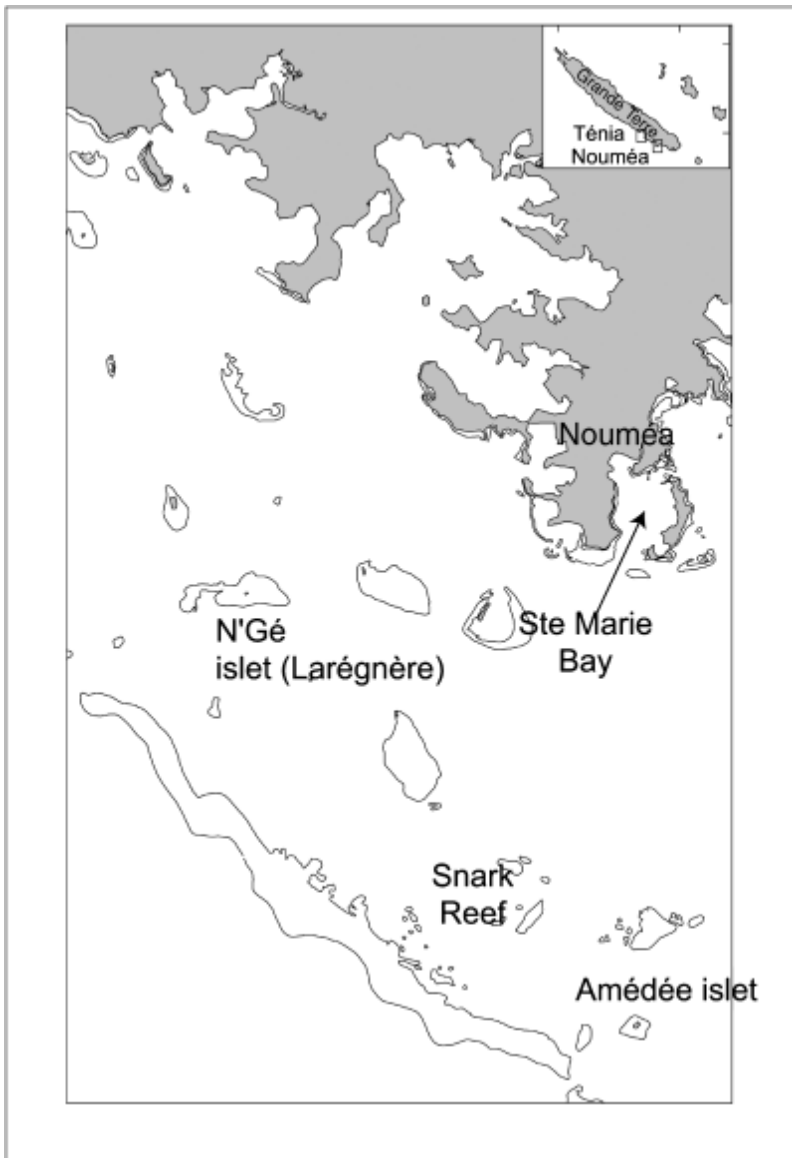 Grande Terre
Ténia
Nouméa
Nouméa
N'Gé
islet (Larégnère)
Ste Marie
Bay
Snark
Reef
Amédée islet